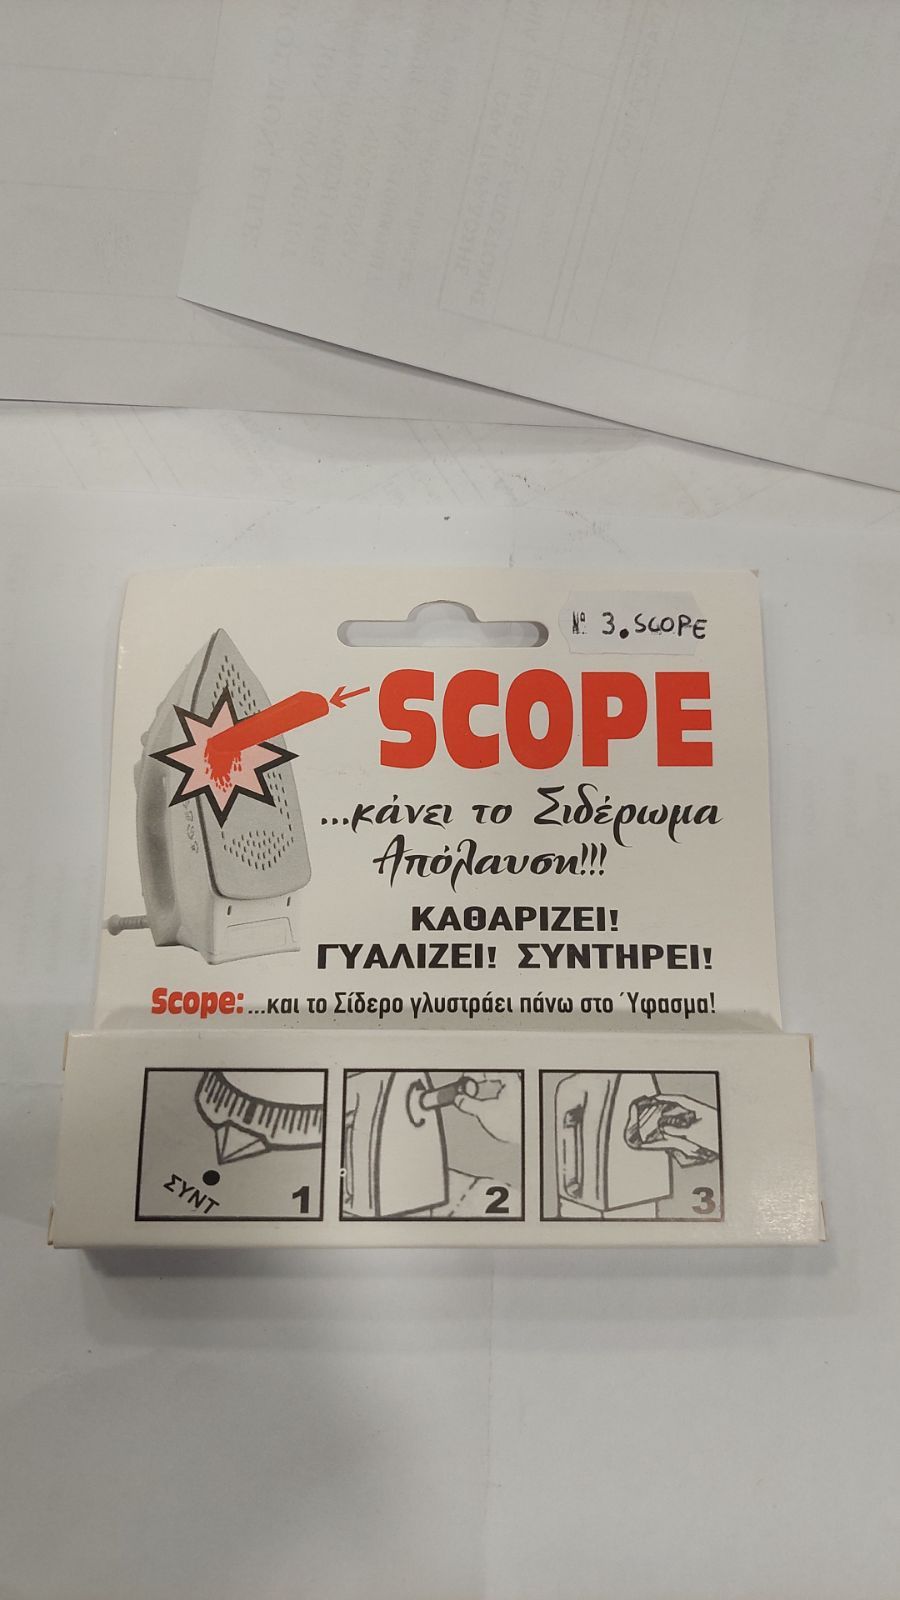 Nº 3. SCOPE
SCOPE
...κάνει το Σιδέρωμα
Απόλαυση!!!
ΚΑΘΑΡΙΖΕΙ!
ΓΥΑΛΙΖΕΙ! ΣΥΝΤΗΡΕΙ!
Scope:...και το Σίδερο γλυστράει πάνω στο Ύφασμα!
ΣΥΝΤ
1
2
3